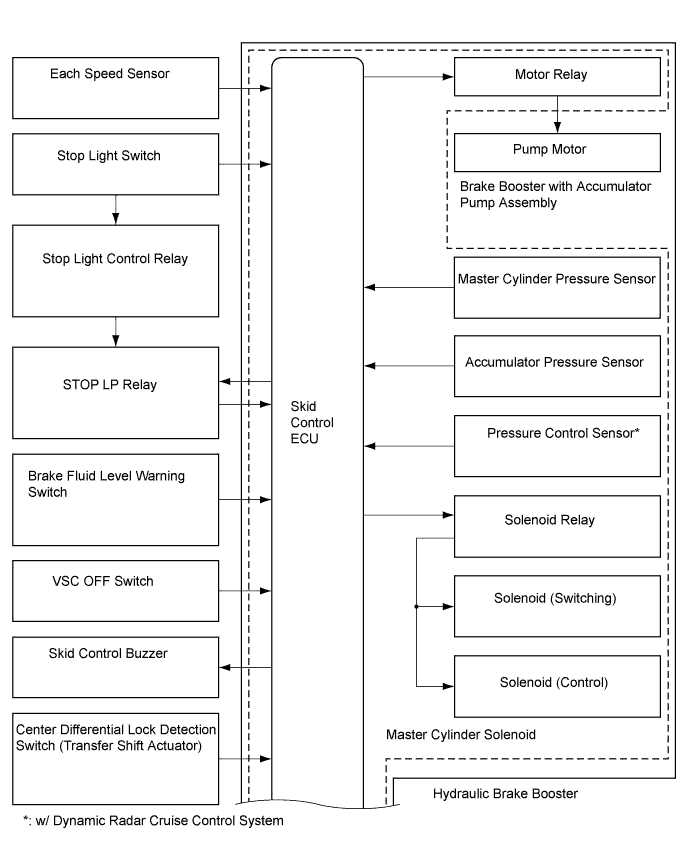 Each Speed Sensor
Stop Light Switch
Stop Light Control Relay
STOP LP Relay
Brake Fluid Level Warning
Switch
VSC OFF Switch
Skid Control Buzzer
Center Differential Lock Detection
Switch (Transfer Shift Actuator)
Skid
Control
ECU
Motor Relay
Pump Motor
Brake Booster with Accumulator
Pump Assembly
Master Cylinder Pressure Sensor
Accumulator Pressure Sensor
Pressure Control Sensor*
Solenoid Relay
Solenoid (Switching)
Solenoid (Control)
Master Cylinder Solenoid
Hydraulic Brake Booster
*: w/ Dynamic Radar Cruise Control System